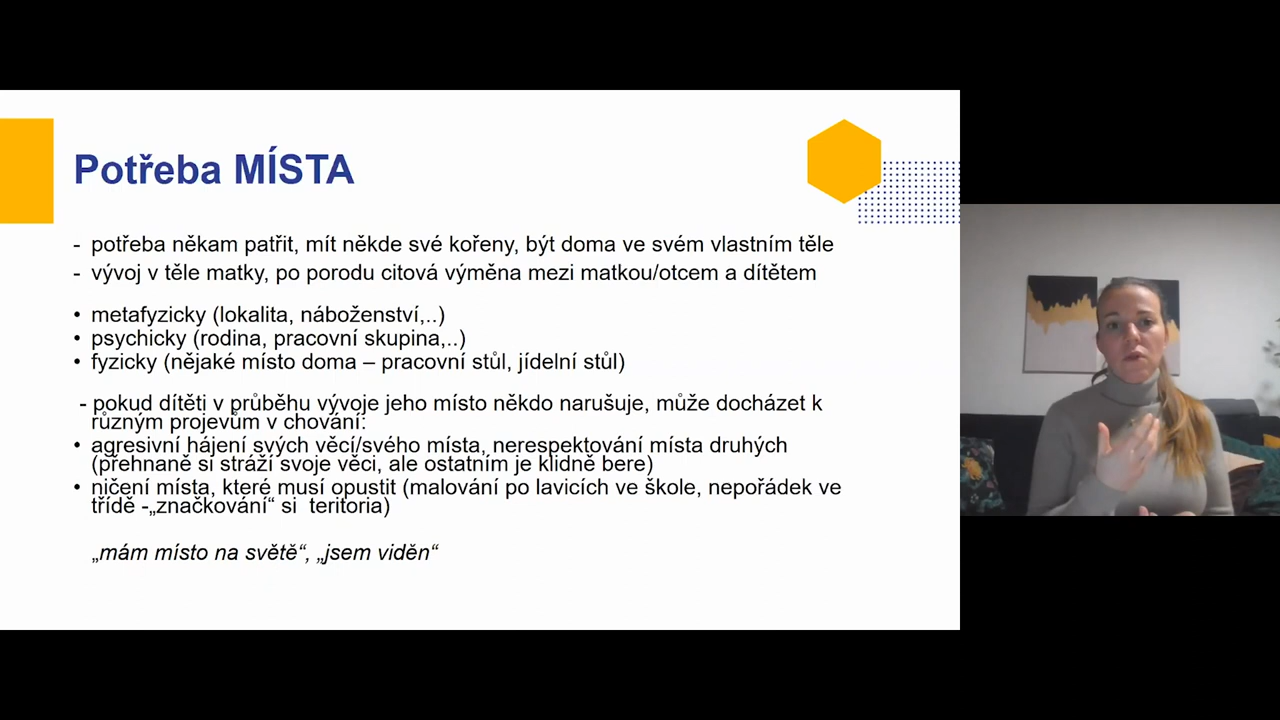 Potřeba MÍSTA
- potřeba někam patřit, mít někde své kořeny, být doma ve svém vlastním těle
- vývoj v těle matky, po porodu citová výměna mezi matkou/otcem a dítětem
• metafyzicky (lokalita, náboženství,..)
• psychicky (rodina, pracovní skupina,..)
• fyzicky (nějaké místo doma – pracovní stůl, jídelní stůl)
- pokud dítěti v průběhu vývoje jeho místo někdo narušuje, může docházet k
různým projevům v chování:
• agresivní hájení svých věcí/svého místa, nerespektování místa druhých
(přehnaně si stráží svoje věci, ale ostatním je klidně bere)
• ničení místa, které musí opustit (malování po lavicích ve škole, nepořádek ve
třídě -„značkování“ si teritoria)
„mám místo na světě“, „jsem viděn“